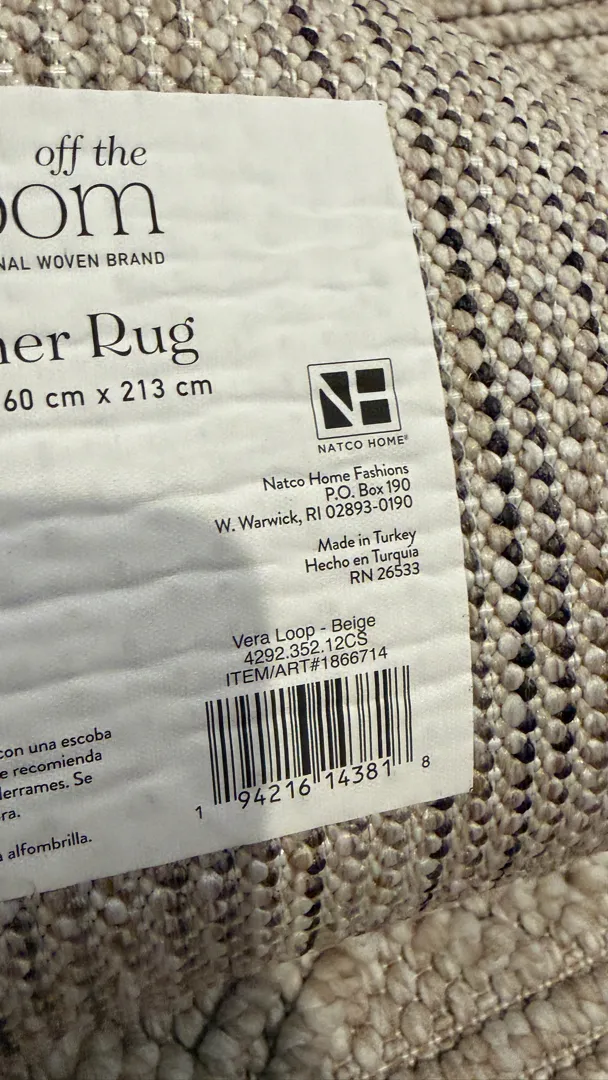 off the
oom
NAL WOVEN BRAND
ner Rug
60 cm x 213 cm
NATCO HOME®
Natco Home Fashions
P.O. Box 190
W. Warwick, RI 02893-0190
Made in Turkey
Hecho en Turquia
RN 26533
Vera Loop - Beige
4292.352.12CS
ITEM/ART#1866714
1 94216 14381 8
con una escoba
e recomienda
derrames. Se
ra.
alfombrilla.